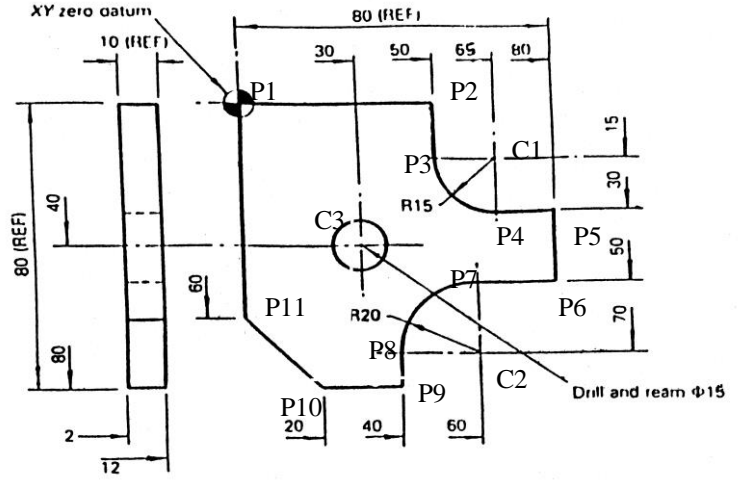 XY zero datum
80 (REF)
10 (REF)
30
50
65
80
P1
P2
15
P3
C1
30
R15
40
C3
P4
P5
80 (REF)
50
P7
60
P11
R20
P6
70
P8
80
C2
P10
P9
Drill and ream Φ15
20
40
60
2
12